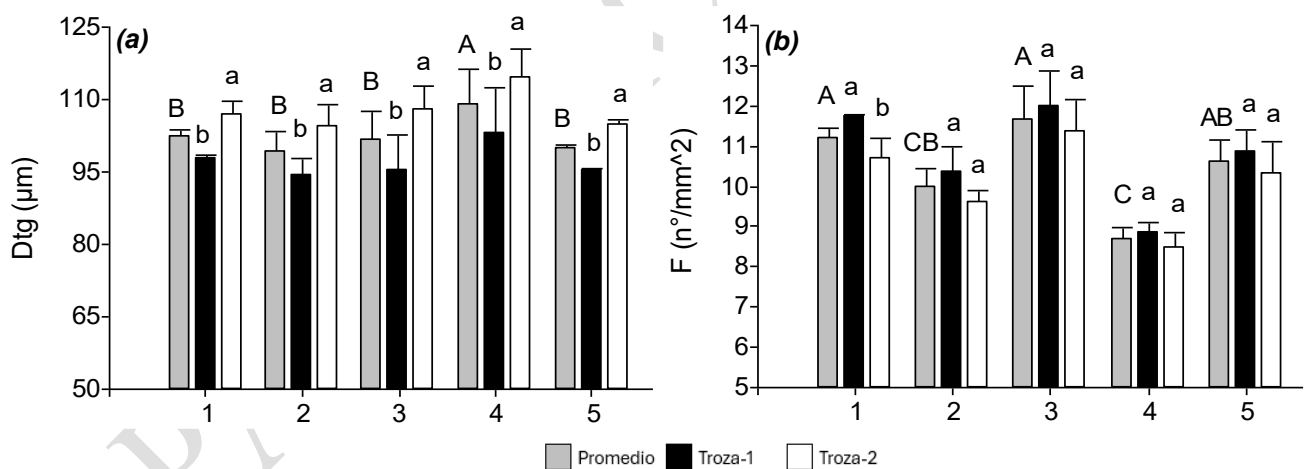 (a)
Dtg (µm)
125
110
95
80
65
50
B b a
B b a
B b a
A b a
B b a
1 2 3 4 5
(b)
F (n°/mm^2)
14
13
12
11
10
9
8
7
6
5
A a b
CB a a
A a a
C a a
AB a a
1 2 3 4 5
Promedio Troza-1 Troza-2